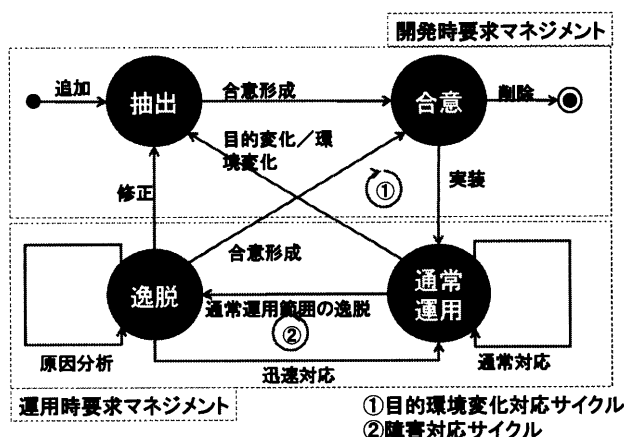 開発時要求マネジメント
追加
抽出
合意形成
合意
削除
目的変化／環
境変化
①
実装
修正
合意形成
逸脱
通常
運用
通常運用範囲の逸脱
②
原因分析
迅速対応
通常対応
運用時要求マネジメント
①目的環境変化対応サイクル
②障害対応サイクル